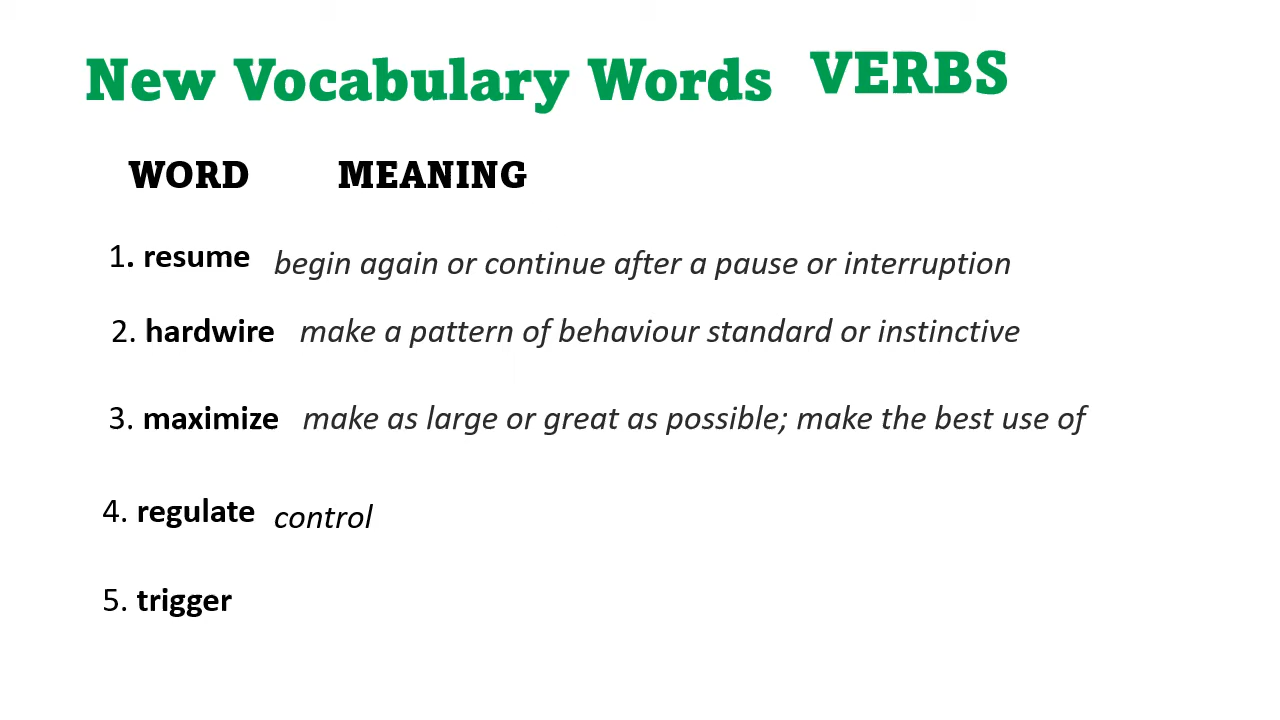 New Vocabulary Words VERBS
WORD MEANING
1. resume begin again or continue after a pause or interruption
2. hardwire make a pattern of behaviour standard or instinctive
3. maximize make as large or great as possible; make the best use of
4. regulate control
5. trigger